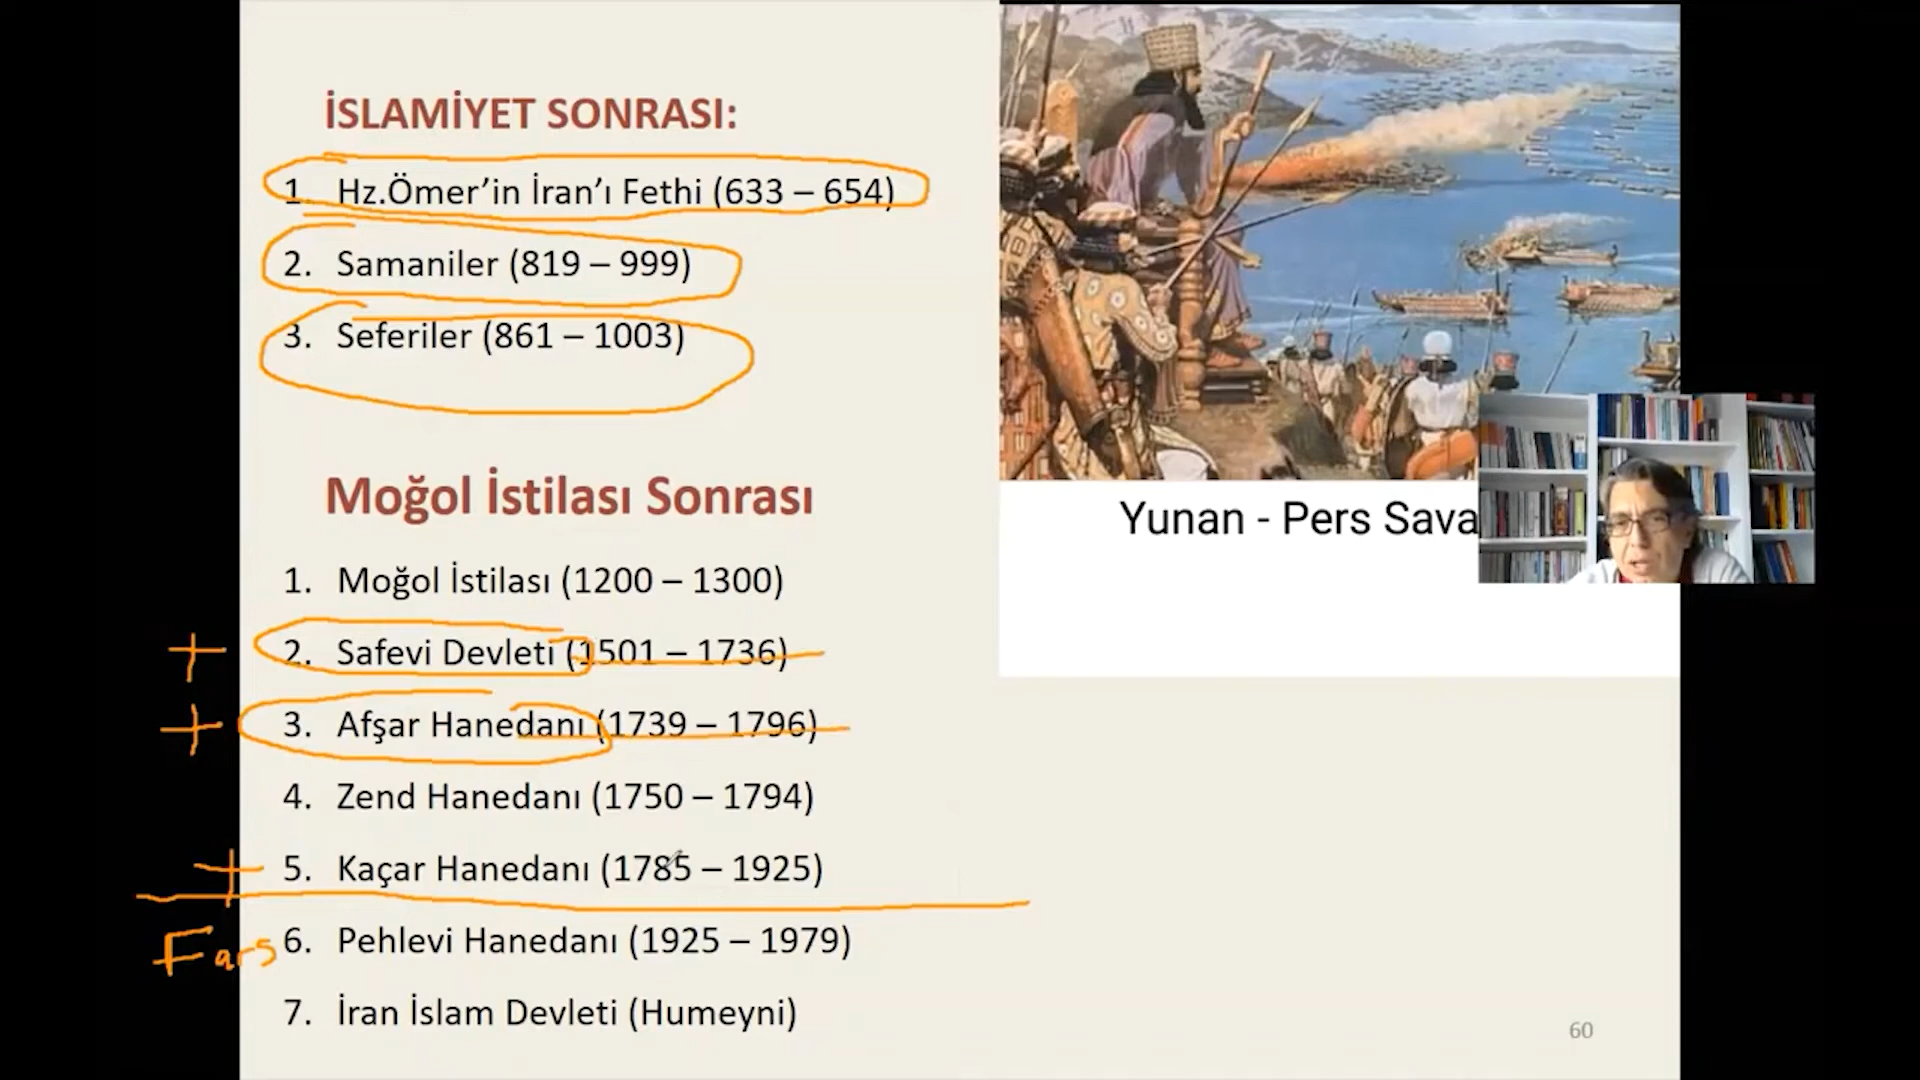 İSLAMİYET SONRASI:
1. Hz.Ömer’in İran’ı Fethi (633 – 654)
2. Samaniler (819 – 999)
3. Seferiler (861 – 1003)
Moğol İstilası Sonrası
1. Moğol İstilası (1200 – 1300)
2. Safevi Devleti (1501 – 1736)
3. Afşar Hanedanı (1739 – 1796)
4. Zend Hanedanı (1750 – 1794)
5. Kaçar Hanedanı (1785 – 1925)
Fars
6. Pehlevi Hanedanı (1925 – 1979)
7. İran İslam Devleti (Humeyni)
Yunan - Pers Sava
60